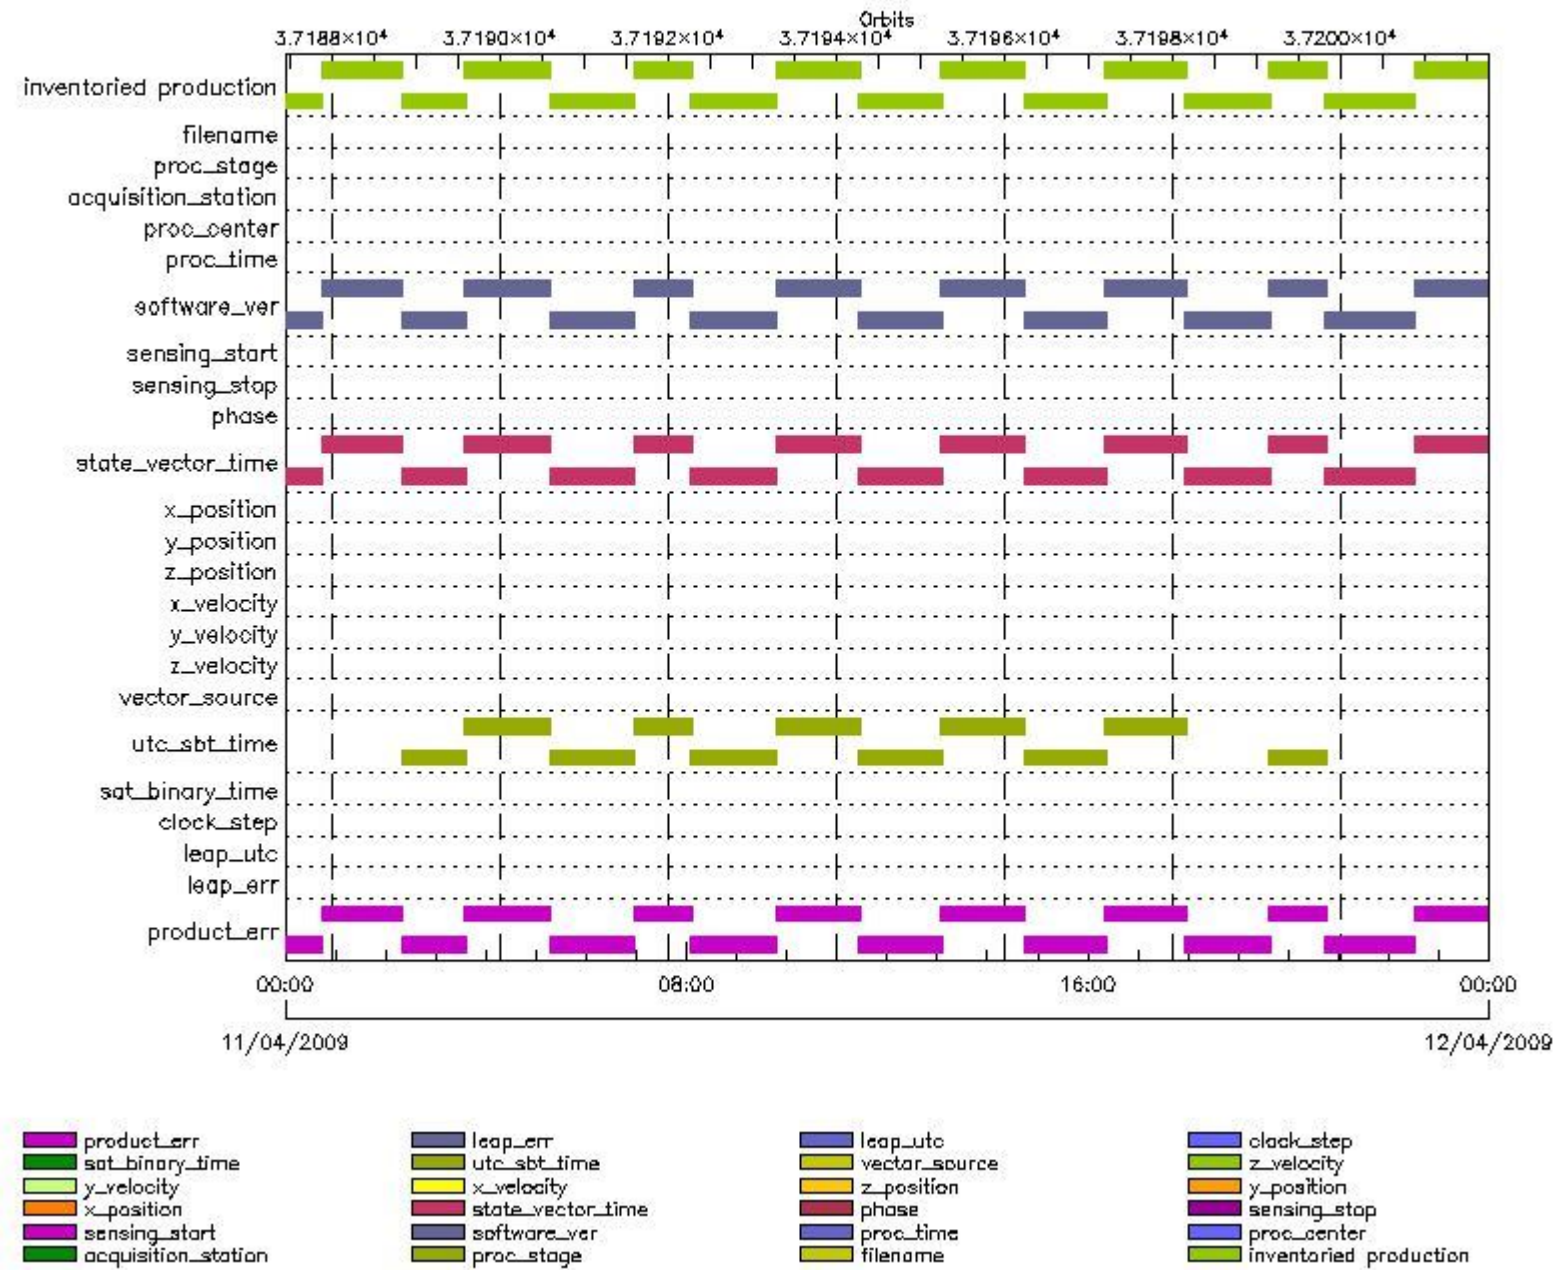 Orbits
3.7188×10⁴ 3.7190×10⁴ 3.7192×10⁴ 3.7194×10⁴ 3.7196×10⁴ 3.7198×10⁴ 3.7200×10⁴
inventoried production
filename
proc_stage
acquisition_station
proc_center
proc_time
software_ver
sensing_start
sensing_stop
phase
state_vector_time
x_position
y_position
z_position
x_velocity
y_velocity
z_velocity
vector_source
utc_sbt_time
sat_binary_time
clock_step
leap_utc
leap_err
product_err
00:00 08:00 16:00 00:00
11/04/2009 12/04/2009
product_err leap_err leap_utc clock_step
sat_binary_time utc_sbt_time vector_source z_velocity
y_velocity x_velocity z_position y_position
x_position state_vector_time phase sensing_stop
sensing_start software_ver proc_time proc_center
acquisition_station proc_stage filename inventoried production